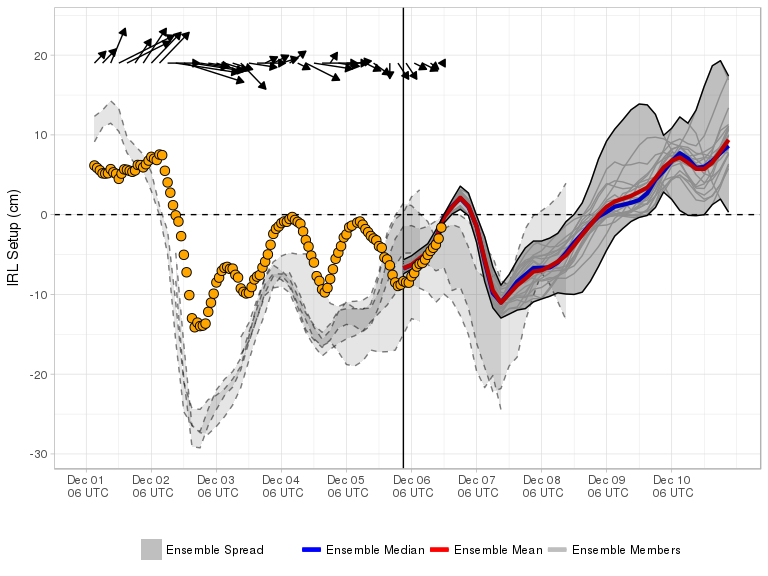 20
10
0
-10
-20
-30
IRL Setup (cm)
Dec 01 Dec 02 Dec 03 Dec 04 Dec 05 Dec 06 Dec 07 Dec 08 Dec 09 Dec 10
06 UTC 06 UTC 06 UTC 06 UTC 06 UTC 06 UTC 06 UTC 06 UTC 06 UTC 06 UTC
Ensemble Spread Ensemble Median Ensemble Mean Ensemble Members